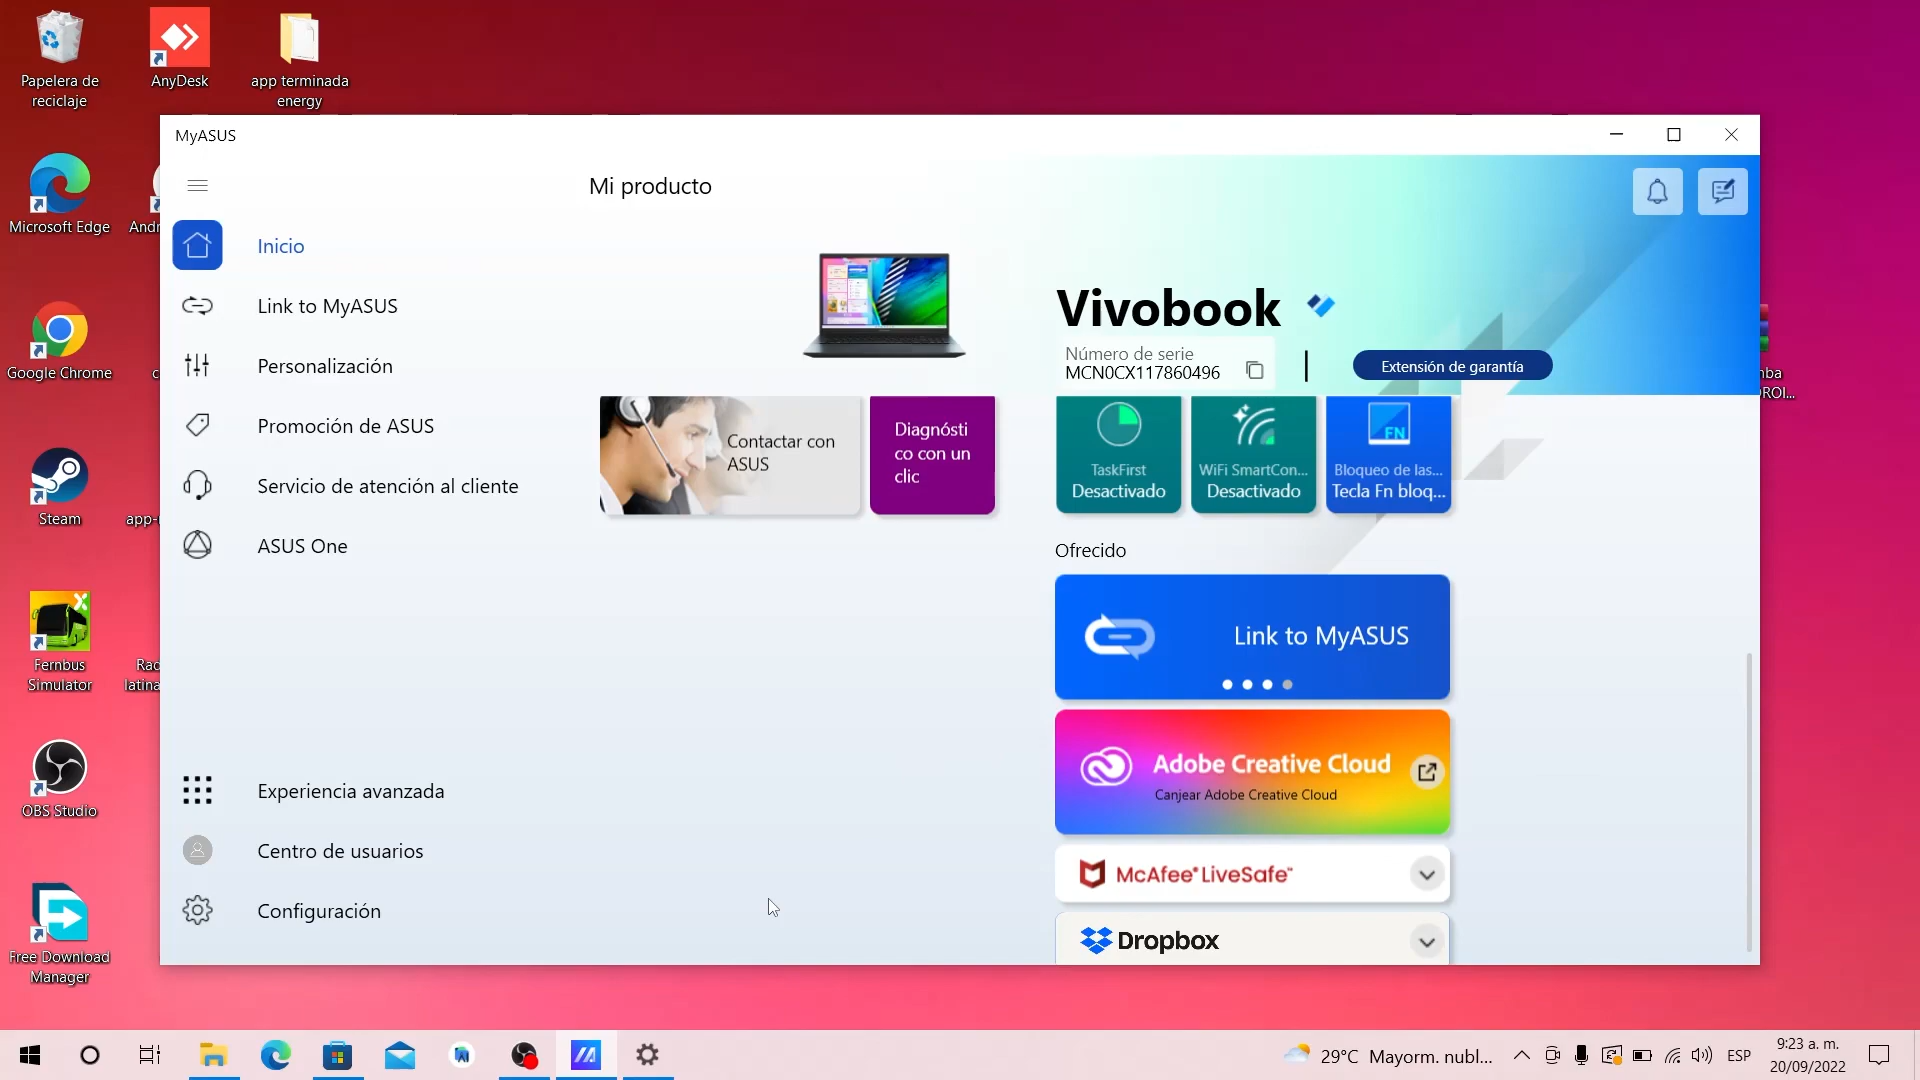 Papelera de
reciclaje
AnyDesk
app terminada
energy
Microsoft Edge
Google Chrome
Steam
Fernbus
Simulator
OBS Studio
Free Download
Manager
MyASUS
Mi producto
Inicio
Link to MyASUS
Personalización
Promoción de ASUS
Servicio de atención al cliente
ASUS One
Experiencia avanzada
Centro de usuarios
Configuración
Vivobook
Número de serie
MCN0CX117860496
Extensión de garantía
Contactar con
ASUS
Diagnósti
co con un
clic
TaskFirst
Desactivado
WiFi SmartCon...
Desactivado
FN
Bloqueo de las...
Tecla Fn bloq...
Ofrecido
Link to MyASUS
Adobe Creative Cloud
Canjear Adobe Creative Cloud
McAfee® LiveSafe™
Dropbox
29°C Mayorm. nubl...
ESP
9:23 a. m.
20/09/2022